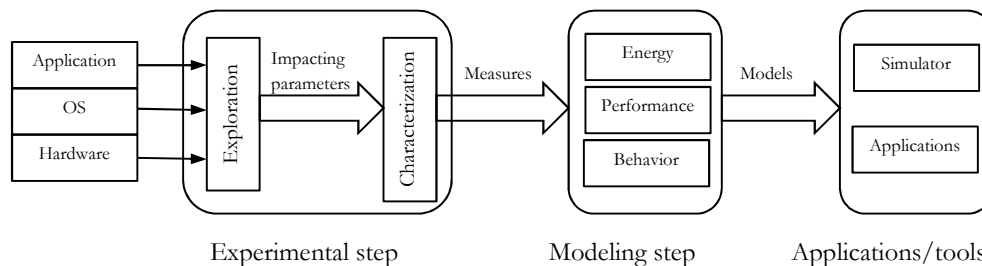 Application
OS
Hardware
Exploration
Impacting
parameters
Characterization
Measures
Energy
Performance
Behavior
Models
Simulator
Applications
Experimental step
Modeling step
Applications/tools